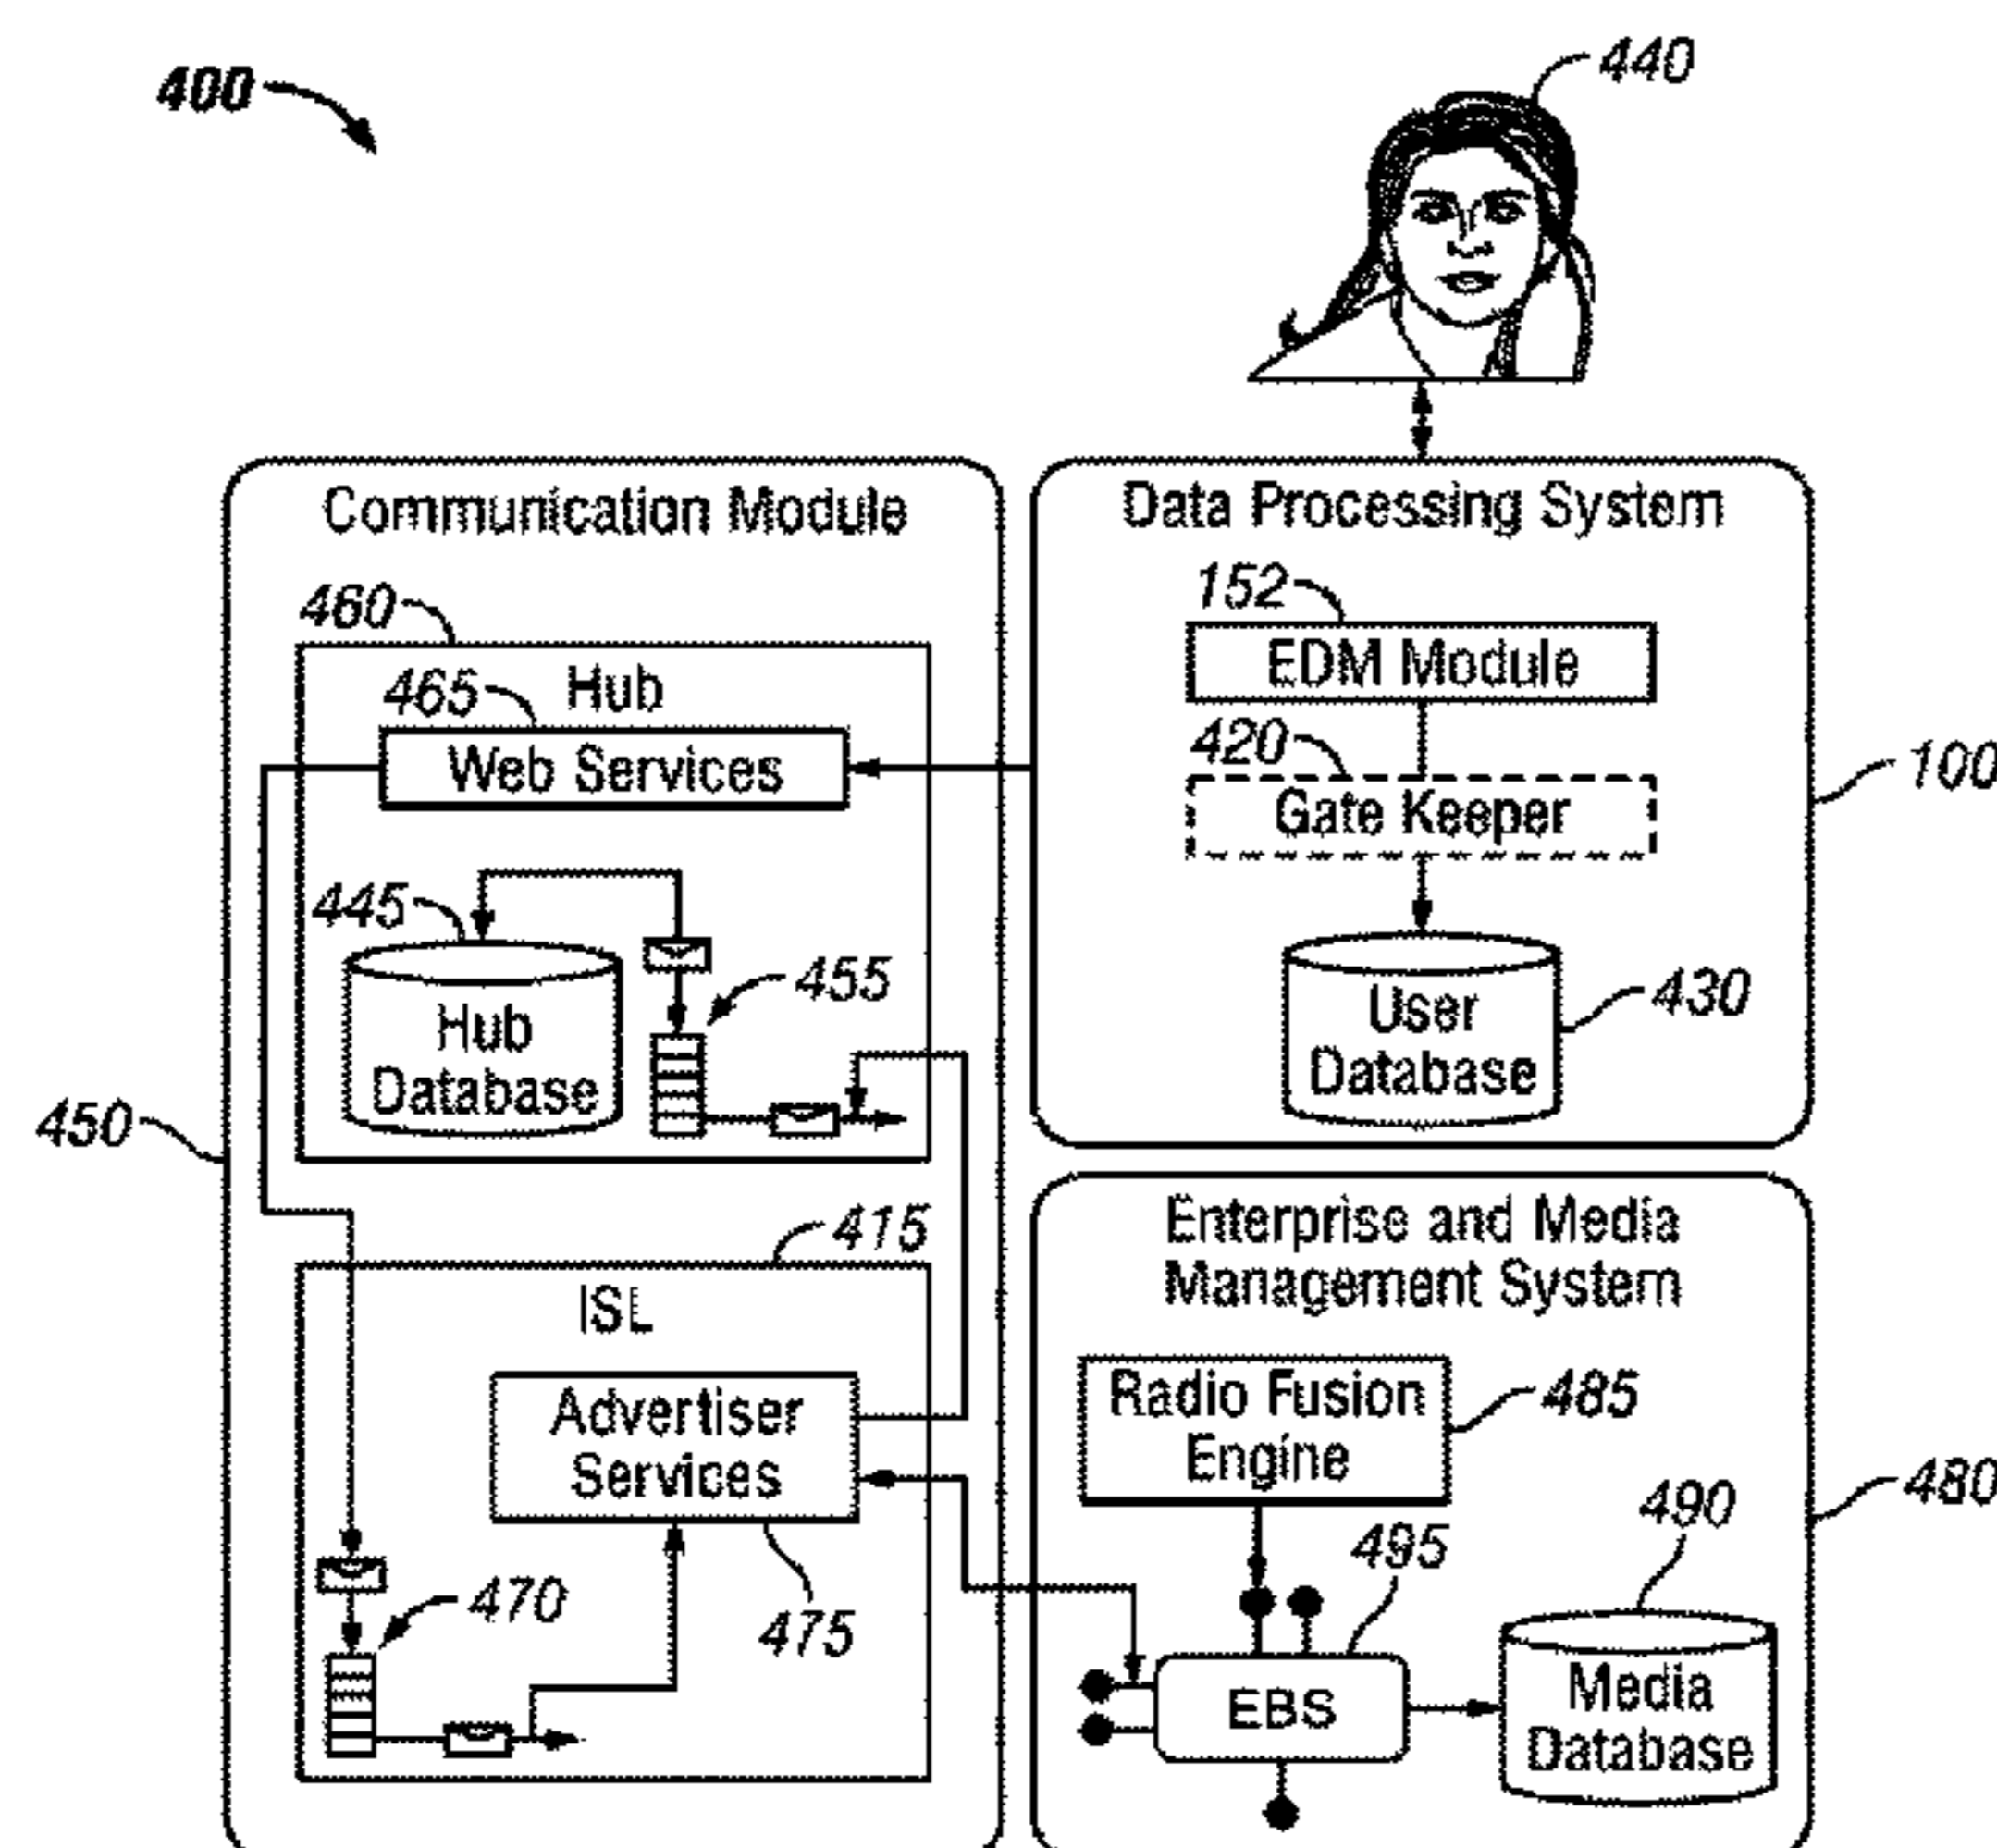 400
440
Communication Module
460
Hub
465
Web Services
445
Hub
Database
455
450
415
ISL
Advertiser
Services
470
475
Data Processing System
152
EDM Module
420
Gate Keeper
100
User
Database
430
Enterprise and Media
Management System
Radio Fusion
Engine
485
480
490
495
EBS
Media
Database